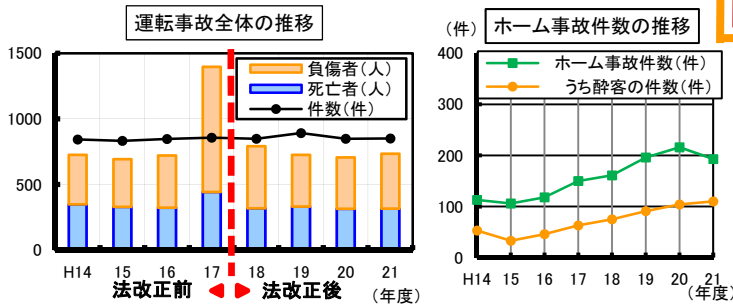 運転事故全体の推移
1500
1000
500
0
負傷者(人)
死亡者(人)
件数(件)
H14 15 16 17 18 19 20 21
法改正前 法改正後 (年度)
(件) ホーム事故件数の推移
400
300
200
100
0
ホーム事故件数(件)
うち酔客の件数(件)
H14 15 16 17 18 19 20 21
(年度)